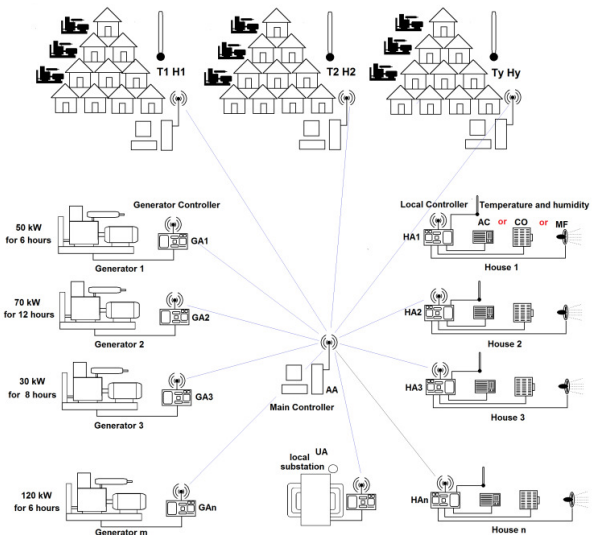 T1 H1
T2 H2
Ty Hy
Generator Controller
Local Controller
Temperature and humidity
50 kW
for 6 hours
GA1
Generator 1
HA1
AC or CO or MF
House 1
70 kW
for 12 hours
GA2
Generator 2
HA2
House 2
30 kW
for 8 hours
GA3
Generator 3
AA
Main Controller
HA3
House 3
UA
local
substation
120 kW
for 6 hours
GAn
Generator m
HAn
House n